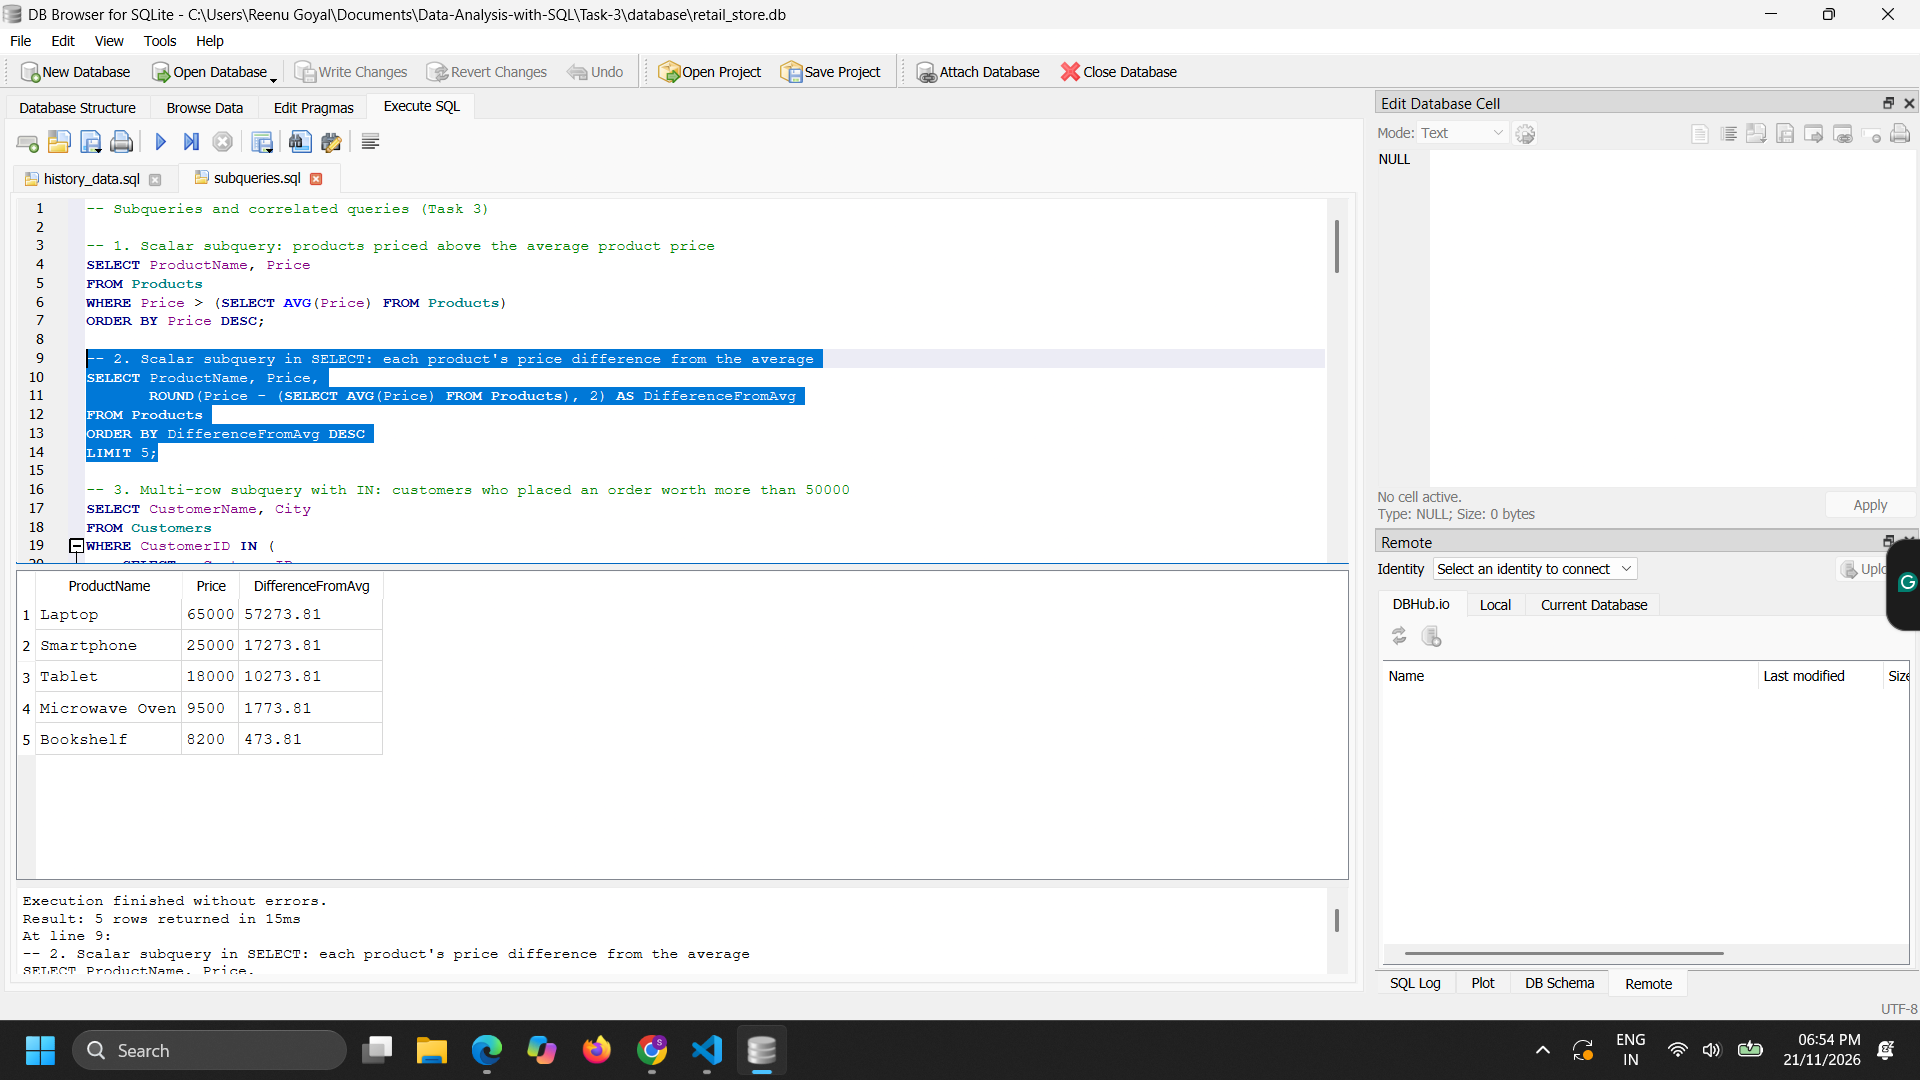 DB Browser for SQLite - C:\Users\Reenu Goyal\Documents\Data-Analysis-with-SQL\Task-3\database\retail_store.db
File Edit View Tools Help
New Database Open Database Write Changes Revert Changes Undo Open Project Save Project Attach Database Close Database
Database Structure Browse Data Edit Pragmas Execute SQL
history_data.sql subqueries.sql
1 -- Subqueries and correlated queries (Task 3)
2
3 -- 1. Scalar subquery: products priced above the average product price
4 SELECT ProductName, Price
5 FROM Products
6 WHERE Price > (SELECT AVG(Price) FROM Products)
7 ORDER BY Price DESC;
8
9 -- 2. Scalar subquery in SELECT: each product's price difference from the average
10 SELECT ProductName, Price,
11 ROUND(Price - (SELECT AVG(Price) FROM Products), 2) AS DifferenceFromAvg
12 FROM Products
13 ORDER BY DifferenceFromAvg DESC
14 LIMIT 5;
15
16 -- 3. Multi-row subquery with IN: customers who placed an order worth more than 50000
17 SELECT CustomerName, City
18 FROM Customers
19 WHERE CustomerID IN (
ProductName Price DifferenceFromAvg
1 Laptop 65000 57273.81
2 Smartphone 25000 17273.81
3 Tablet 18000 10273.81
4 Microwave Oven 9500 1773.81
5 Bookshelf 8200 473.81
Execution finished without errors.
Result: 5 rows returned in 15ms
At line 9:
-- 2. Scalar subquery in SELECT: each product's price difference from the average
SELECT ProductName, Price,
Edit Database Cell
Mode: Text
NULL
No cell active.
Type: NULL; Size: 0 bytes
Apply
Remote
Identity Select an identity to connect
DBHub.io Local Current Database
Name Last modified
SQL Log Plot DB Schema Remote
UTF-8
Search
ENG
IN
06:54 PM
21/11/2026